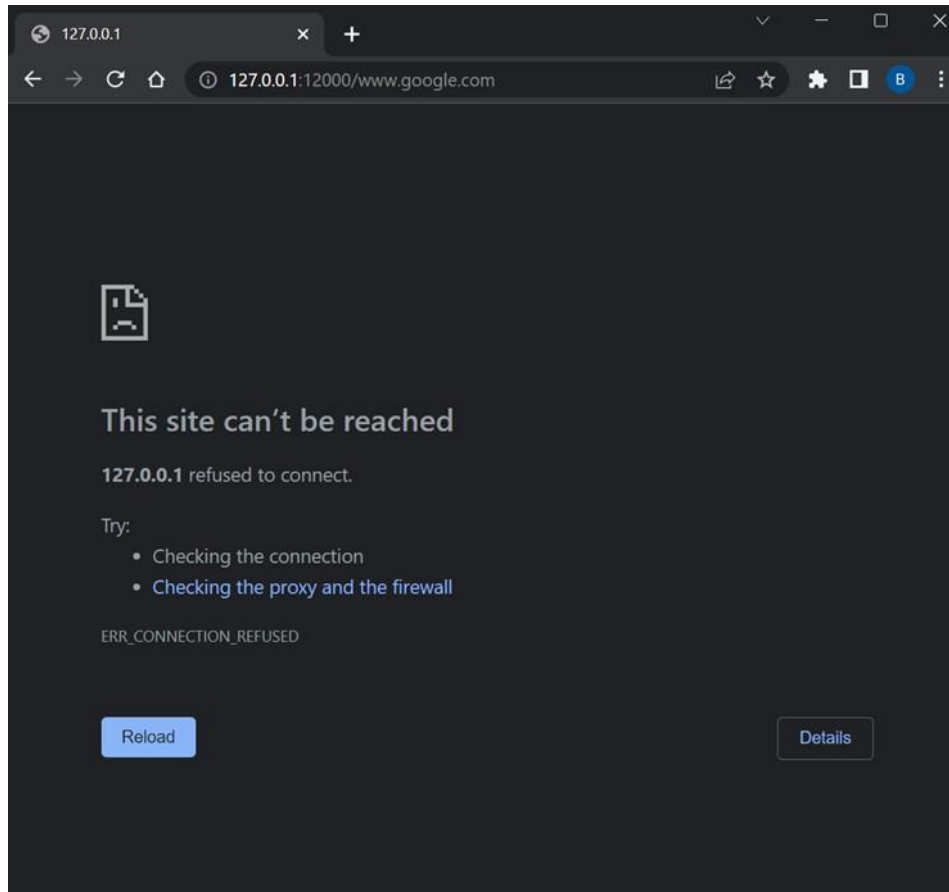 127.0.0.1
127.0.0.1:12000/www.google.com
B
This site can't be reached
127.0.0.1 refused to connect.
Try:
• Checking the connection
• Checking the proxy and the firewall
ERR_CONNECTION_REFUSED
Reload
Details